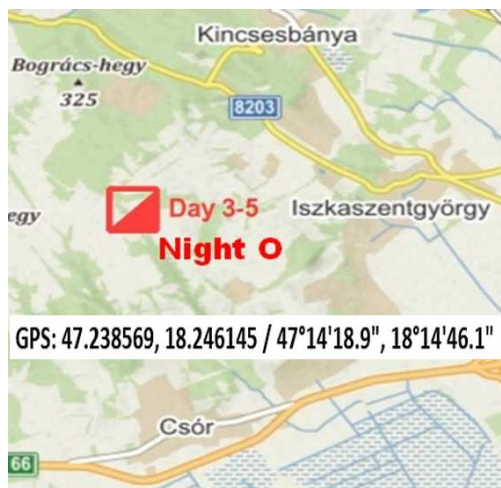 Kincsesbánya
Bogrács-hegy
325
8203
egy
Day 3-5
Iszkaszentgyörgy
Night O
GPS: 47.238569, 18.246145 / 47°14'18.9", 18°14'46.1"
Csór
66